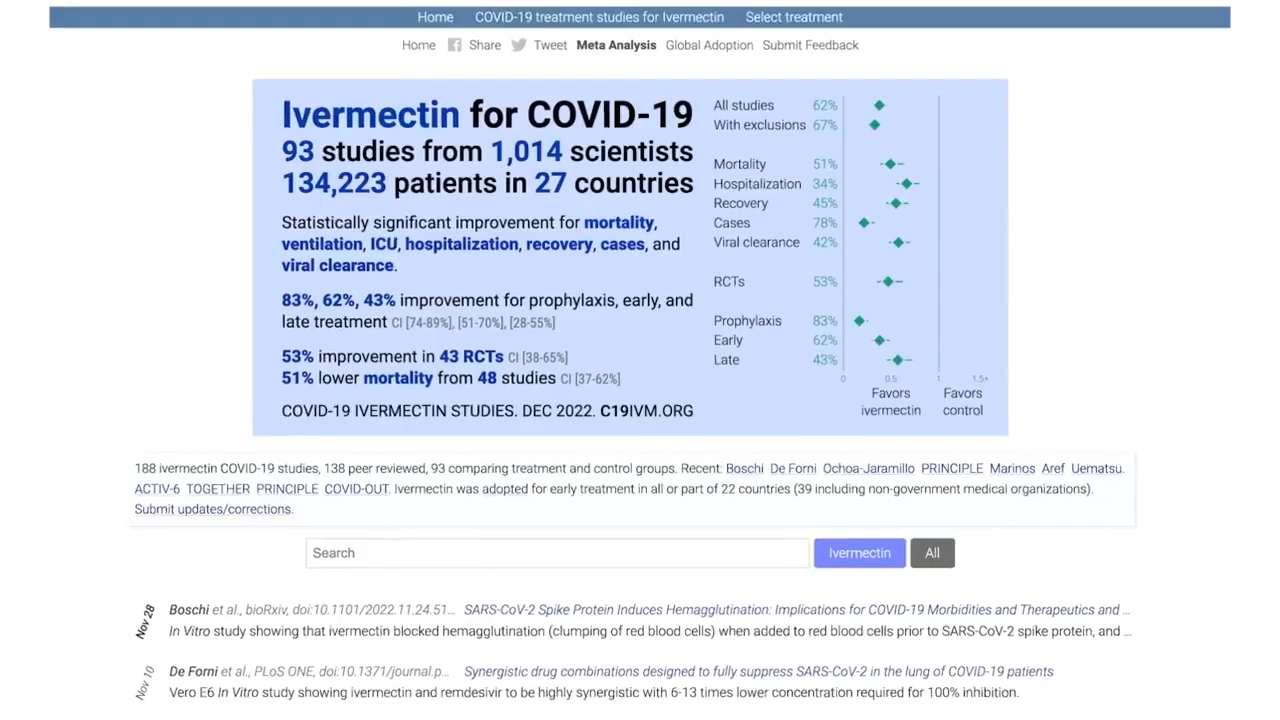 Home COVID-19 treatment studies for Ivermectin Select treatment
Home Share Tweet Meta Analysis Global Adoption Submit Feedback
Ivermectin for COVID-19
93 studies from 1,014 scientists
134,223 patients in 27 countries
Statistically significant improvement for mortality,
ventilation, ICU, hospitalization, recovery, cases, and
viral clearance.
83%, 62%, 43% improvement for prophylaxis, early, and
late treatment CI [74-89%], [51-70%], [28-55%]
53% improvement in 43 RCTs CI [38-65%]
51% lower mortality from 48 studies CI [37-62%]
COVID-19 IVERMECTIN STUDIES. DEC 2022. C19IVM.ORG
All studies 62%
With exclusions 67%
Mortality 51%
Hospitalization 34%
Recovery 45%
Cases 78%
Viral clearance 42%
RCTs 53%
Prophylaxis 83%
Early 62%
Late 43%
0 0.5 1 1.5+
Favors ivermectin
Favors control
188 ivermectin COVID-19 studies, 138 peer reviewed, 93 comparing treatment and control groups. Recent: Boschi De Forni Ochoa-Jaramillo PRINCIPLE Marinos Aref Uematsu.
ACTIV-6 TOGETHER PRINCIPLE COVID-OUT. Ivermectin was adopted for early treatment in all or part of 22 countries (39 including non-government medical organizations).
Submit updates/corrections.
Search Ivermectin All
Nov 28
Boschi et al., bioRxiv, doi:10.1101/2022.11.24.51... SARS-CoV-2 Spike Protein Induces Hemagglutination: Implications for COVID-19 Morbidities and Therapeutics and ...
In Vitro study showing that ivermectin blocked hemagglutination (clumping of red blood cells) when added to red blood cells prior to SARS-CoV-2 spike protein, and ...
Nov 10
De Forni et al., PLoS ONE, doi:10.1371/journal.p... Synergistic drug combinations designed to fully suppress SARS-CoV-2 in the lung of COVID-19 patients
Vero E6 In Vitro study showing ivermectin and remdesivir to be highly synergistic with 6-13 times lower concentration required for 100% inhibition.